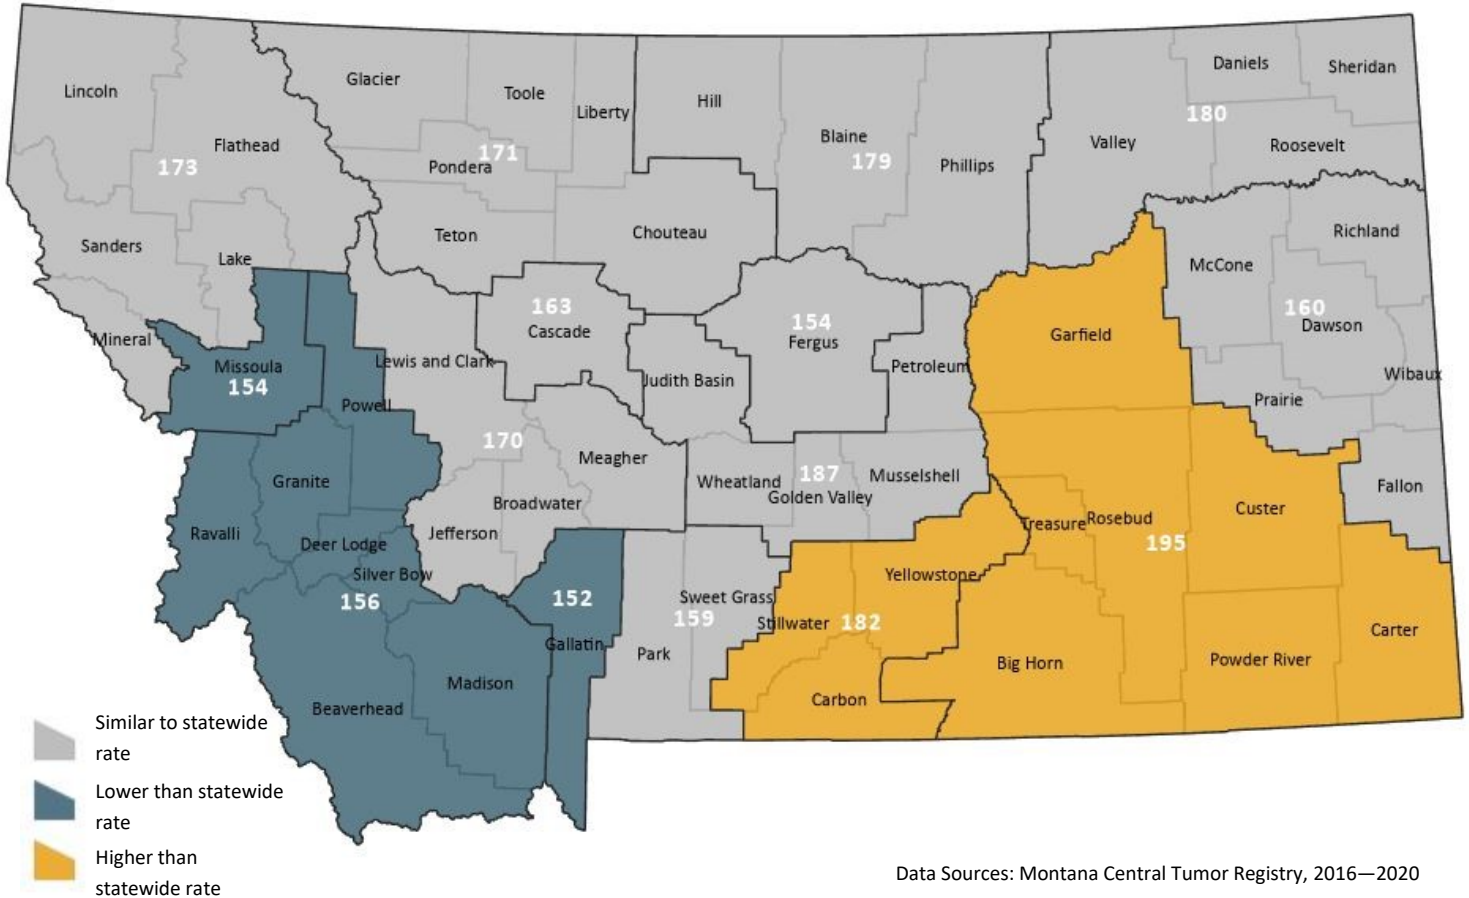 Daniels
Sheridan
Glacier
Lincoln
Toole
Hill
Liberty
180
Blaine
Valley
Roosevelt
Flathead
171
179
173
Pondera
Phillips
Richland
Teton
Chouteau
Sanders
Lake
McCone
163
160
154
Cascade
Dawson
Mineral
Fergus
Garfield
Missoula
Lewis and Clark
Petroleum
154
Judith Basin
Wibaux
Powell
Prairie
170
Meagher
187
Musselshell
Granite
Wheatland
Golden Valley
Fallon
Broadwater
Custer
Ravalli
Jefferson
Treasure
Rosebud
Deer Lodge
195
Silver Bow
Yellowstone
156
152
Sweet Grass
159
Stillwater
182
Carter
Gallatin
Park
Big Horn
Powder River
Madison
Carbon
Beaverhead
Similar to statewide
rate
Lower than statewide
rate
Higher than
statewide rate
Data Sources: Montana Central Tumor Registry, 2016—2020